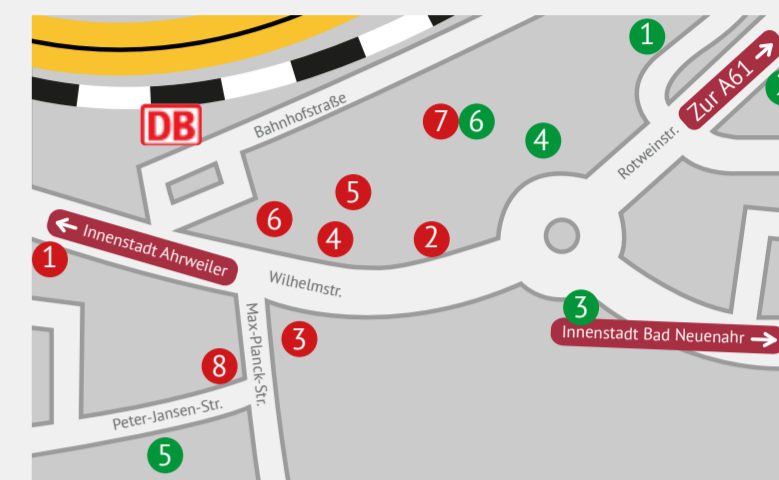 1
Zur A61
DB
Bahnhofstraße
7
6
4
Rotweinstr.
5
6
4
2
1
Innenstadt Ahrweiler
Wilhelmstr.
3
Innenstadt Bad Neuenahr
Max-Planck-Str.
3
8
Peter-Jansen-Str.
5